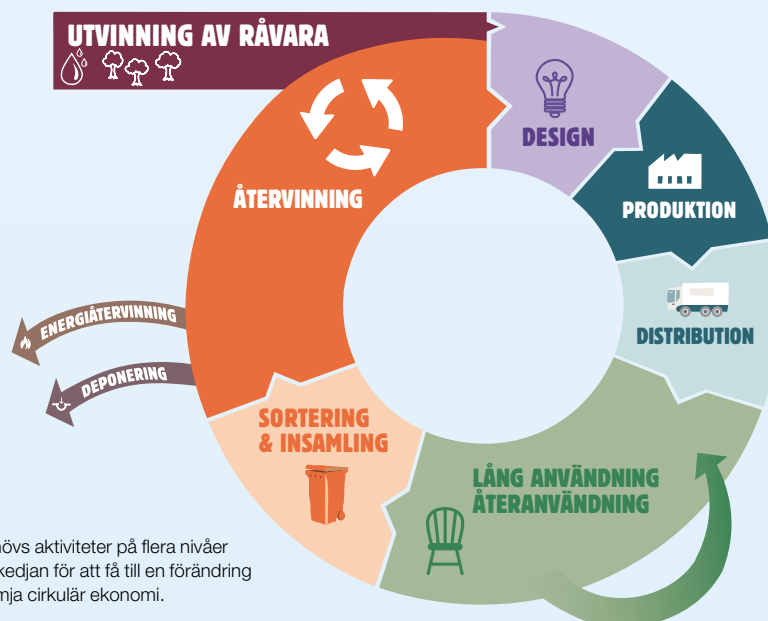 UTVINNING AV RÅVARA
DESIGN
PRODUKTION
DISTRIBUTION
LÅNG ANVÄNDNING
ÅTERANVÄNDNING
SORTERING
& INSAMLING
ÅTERVINNING
ENERGIÅTERVINNING
DEPONERING
aktiviteter på flera nivåer
för att få till en förändring
cirkulär ekonomi.